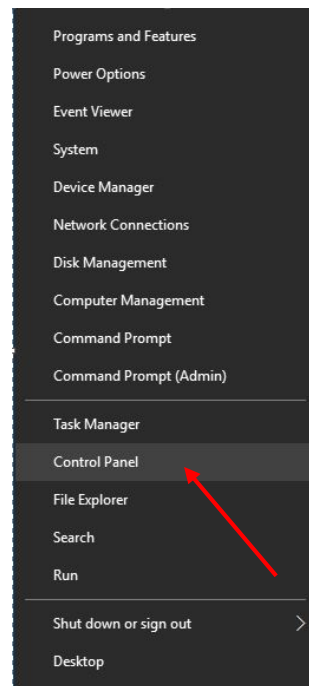 Programs and Features
Power Options
Event Viewer
System
Device Manager
Network Connections
Disk Management
Computer Management
Command Prompt
Command Prompt (Admin)
Task Manager
Control Panel
File Explorer
Search
Run
Shut down or sign out
Desktop